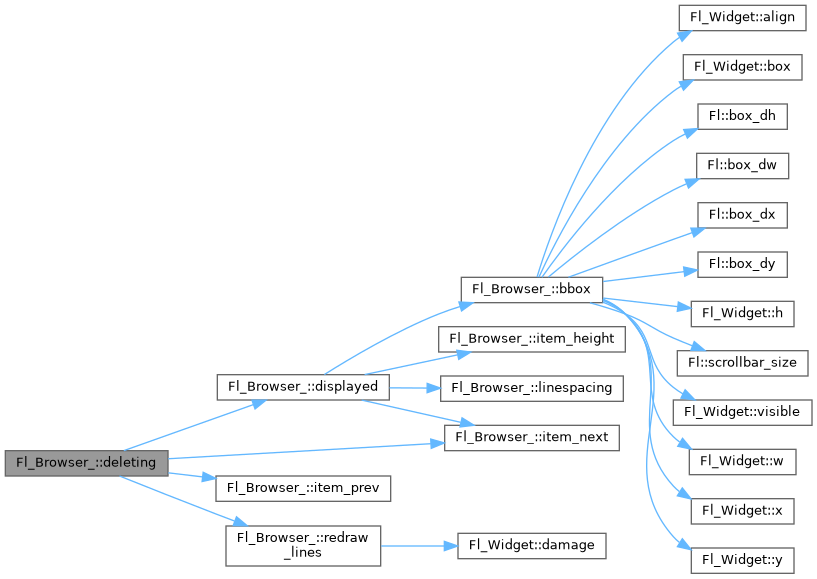 Fl_Widget::align
Fl_Widget::box
Fl::box_dh
Fl::box_dw
Fl::box_dx
Fl::box_dy
Fl_Browser_::bbox
Fl_Widget::h
Fl_Browser_::item_height
Fl::scrollbar_size
Fl_Browser_::displayed
Fl_Browser_::linespacing
Fl_Widget::visible
Fl_Browser_::item_next
Fl_Browser_::deleting
Fl_Widget::w
Fl_Browser_::item_prev
Fl_Widget::x
Fl_Browser_::redraw
_lines
Fl_Widget::damage
Fl_Widget::y